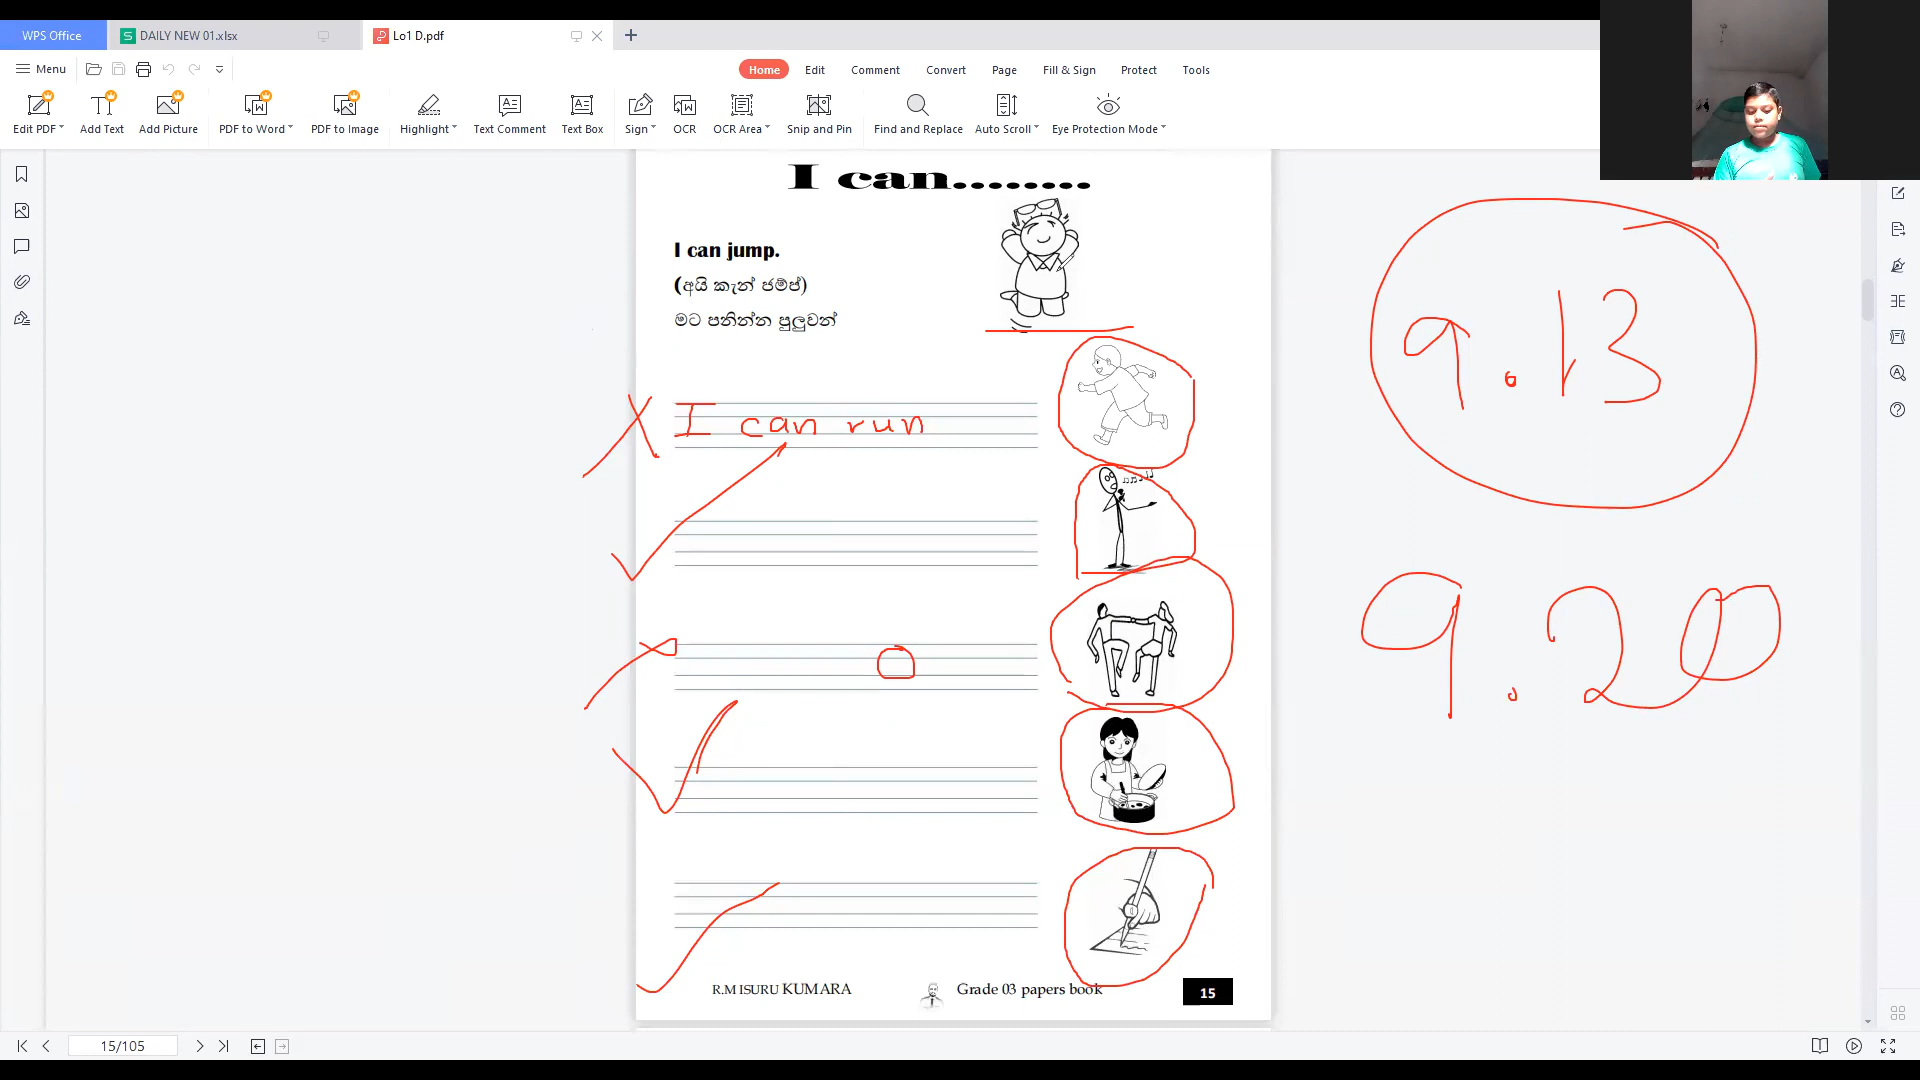 WPS Office
DAILY NEW 01.xlsx
Lo1 D.pdf
Menu
Home Edit Comment Convert Page Fill & Sign Protect Tools
Edit PDF Add Text Add Picture PDF to Word PDF to Image Highlight Text Comment Text Box Sign OCR OCR Area Snip and Pin Find and Replace Auto Scroll Eye Protection Mode
I can........
I can jump.
(අයි කැන් ජම්ප්)
මට පනින්න පුලුවන්
I can run
9.13
9.20
R.M ISURU KUMARA
Grade 03 papers book
15
15/105